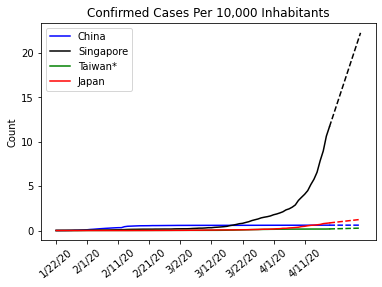 Confirmed Cases Per 10,000 Inhabitants
China
Singapore
Taiwan*
Japan
Count
20
15
10
5
0
1/22/20
2/1/20
2/11/20
2/21/20
3/2/20
3/12/20
3/22/20
4/1/20
4/11/20